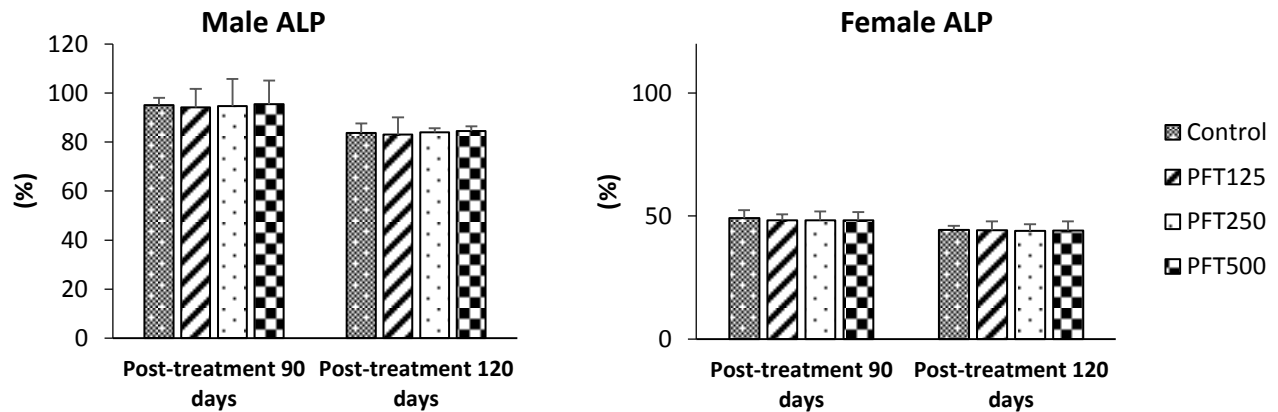 Male ALP
120
100
80
60
40
20
0
(%)
Post-treatment 90
days
Post-treatment 120
days
Female ALP
100
50
0
(%)
Post-treatment 90
days
Post-treatment 120
days
Control
PFT125
PFT250
PFT500